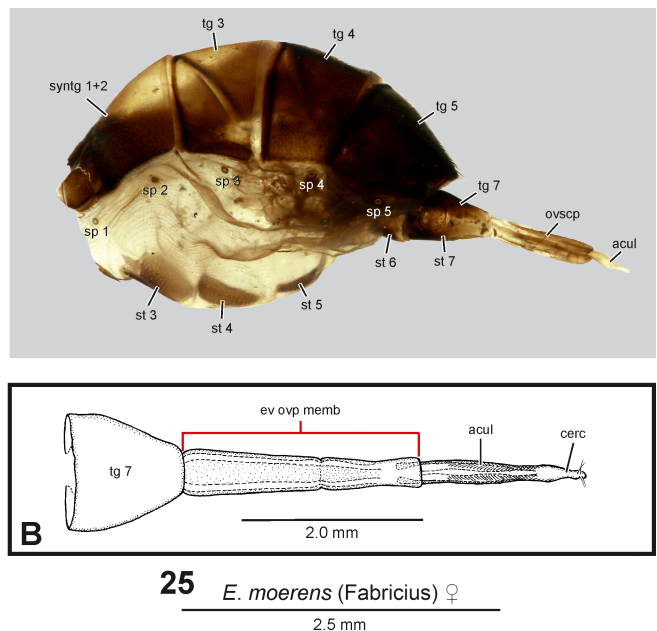 tg 3
tg 4
syntg 1+2
tg 5
sp 3
sp 4
sp 2
tg 7
sp 5
ovscp
sp 1
acul
st 6
st 7
st 5
st 3
st 4
ev ovp memb
acul
cerc
tg 7
B
2.0 mm
25 E. moerens (Fabricius) ♀
2.5 mm